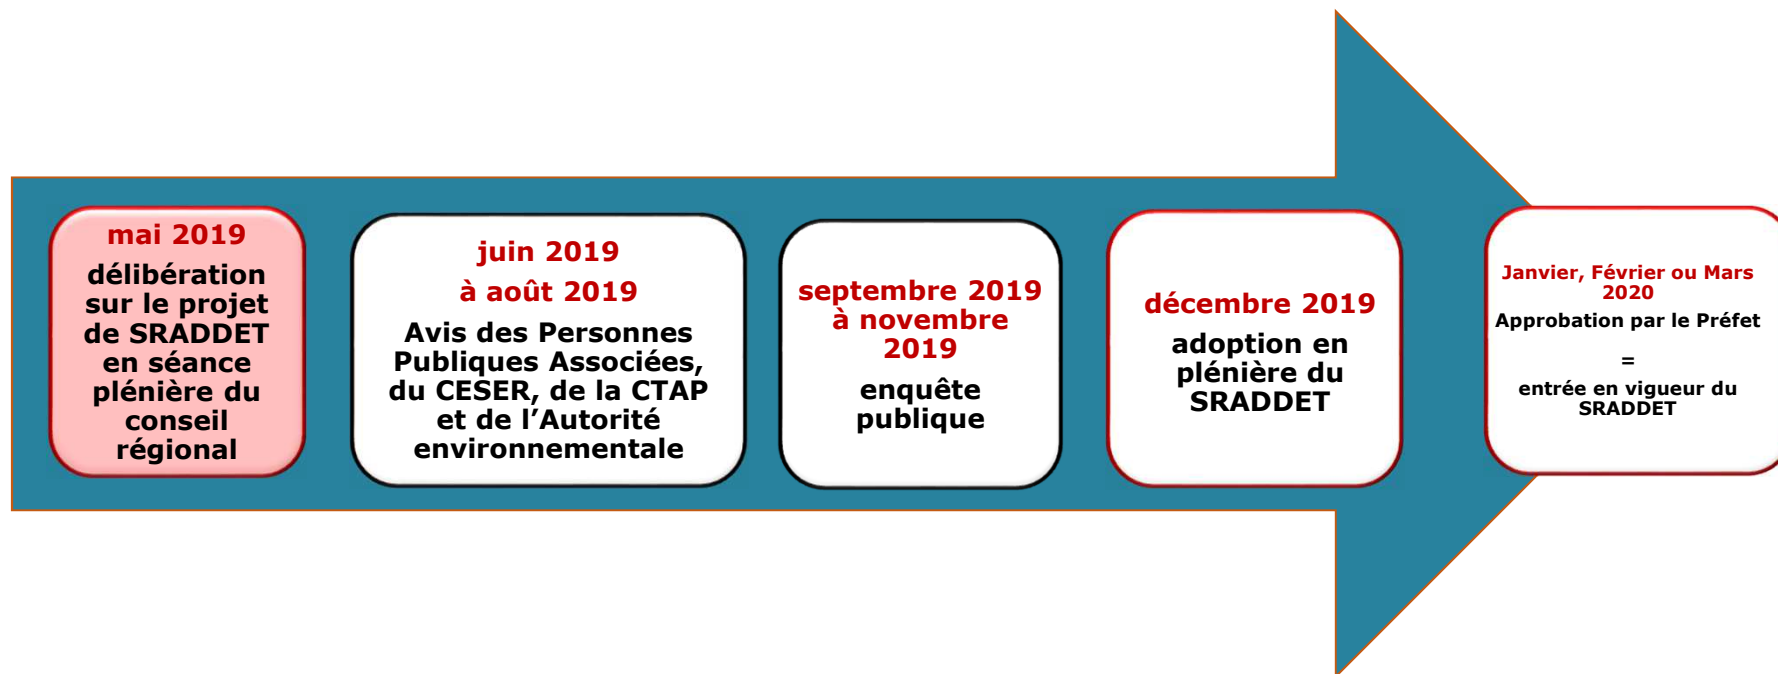 mai 2019
délibération
sur le projet
de SRADDET
en séance
plénière du
conseil
régional
juin 2019
à août 2019
Avis des Personnes
Publiques Associées,
du CESER, de la CTAP
et de l'Autorité
environnementale
septembre 2019
à novembre
2019
enquête
publique
décembre 2019
adoption en
plénière du
SRADDET
Janvier, Février ou Mars
2020
Approbation par le Préfet
=
entrée en vigueur du
SRADDET